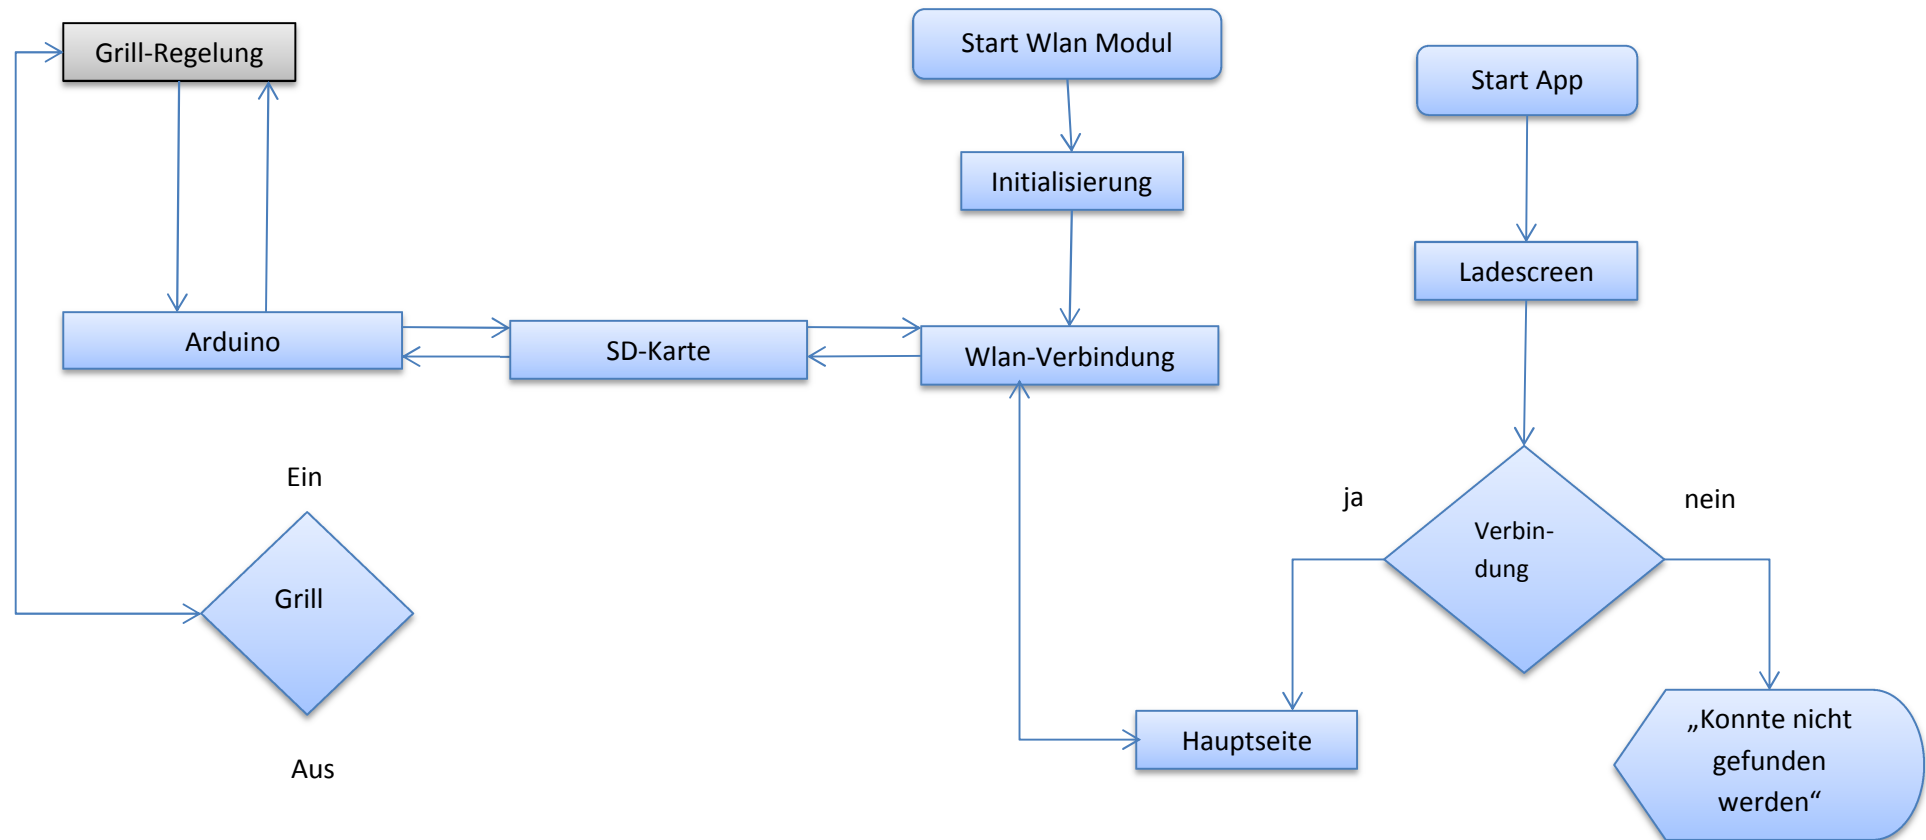 Grill-Regelung
Start Wlan Modul
Start App
Initialisierung
Ladescreen
Arduino
SD-Karte
Wlan-Verbindung
Ein
ja
nein
Verbin-
dung
Grill
Hauptseite
„Konnte nicht
gefunden
werden“
Aus